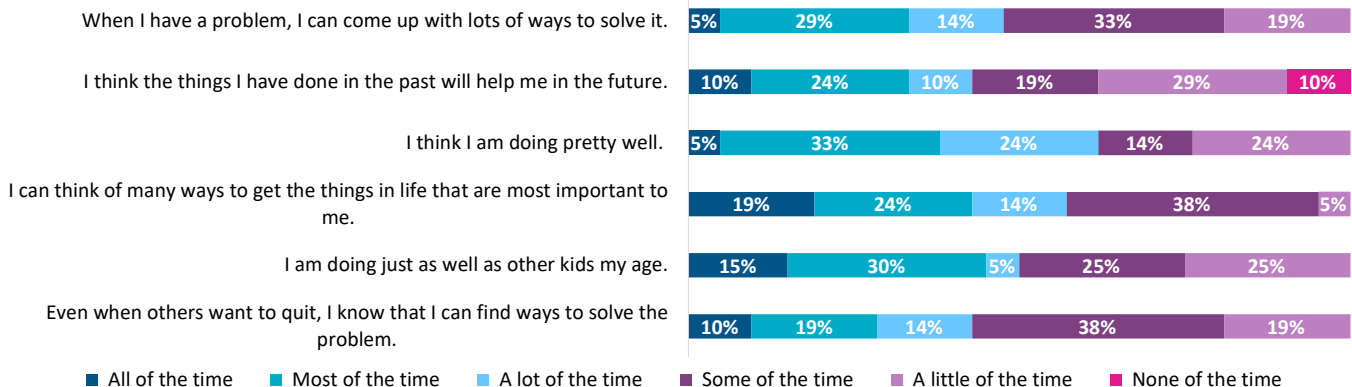 When I have a problem, I can come up with lots of ways to solve it.
5% 29% 14% 33% 19%
I think the things I have done in the past will help me in the future.
10% 24% 10% 19% 29% 10%
I think I am doing pretty well.
5% 33% 24% 14% 24%
I can think of many ways to get the things in life that are most important to
me.
19% 24% 14% 38% 5%
I am doing just as well as other kids my age.
15% 30% 5% 25% 25%
Even when others want to quit, I know that I can find ways to solve the
problem.
10% 19% 14% 38% 19%
All of the time Most of the time A lot of the time Some of the time A little of the time None of the time